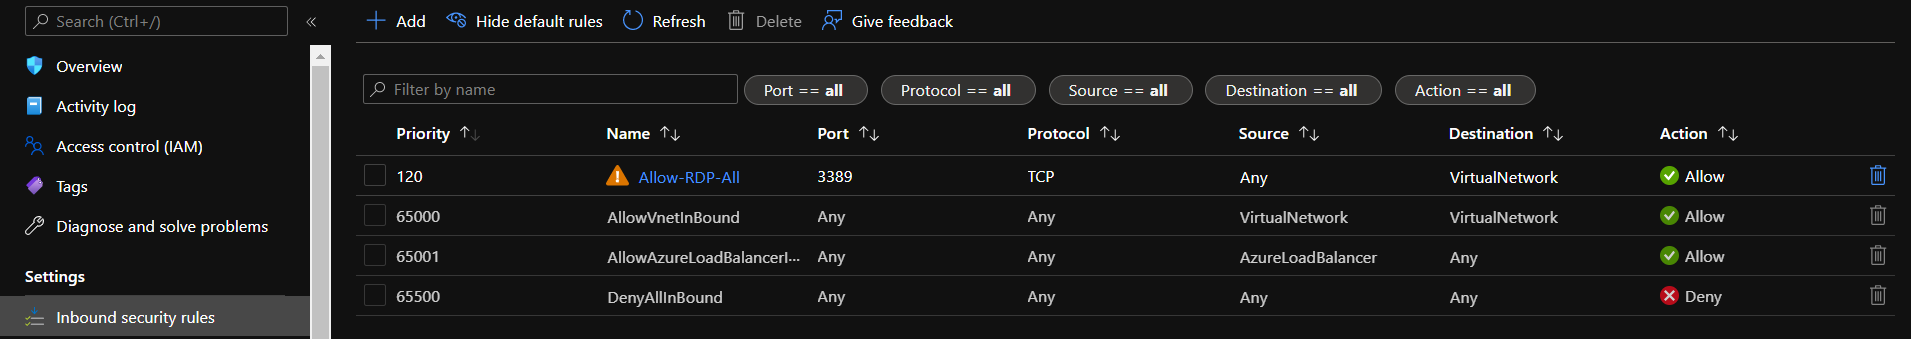 Search (Ctrl+/)
«
Overview
Activity log
Access control (IAM)
Tags
Diagnose and solve problems
Settings
Inbound security rules
Add Hide default rules Refresh Delete Give feedback
Filter by name Port == all Protocol == all Source == all Destination == all Action == all
Priority ↑↓ Name ↑↓ Port ↑↓ Protocol ↑↓ Source ↑↓ Destination ↑↓ Action ↑↓
120 Allow-RDP-All 3389 TCP Any VirtualNetwork Allow
65000 AllowVnetInBound Any Any VirtualNetwork VirtualNetwork Allow
65001 AllowAzureLoadBalancerI··· Any Any AzureLoadBalancer Any Allow
65500 DenyAllInBound Any Any Any Any Deny